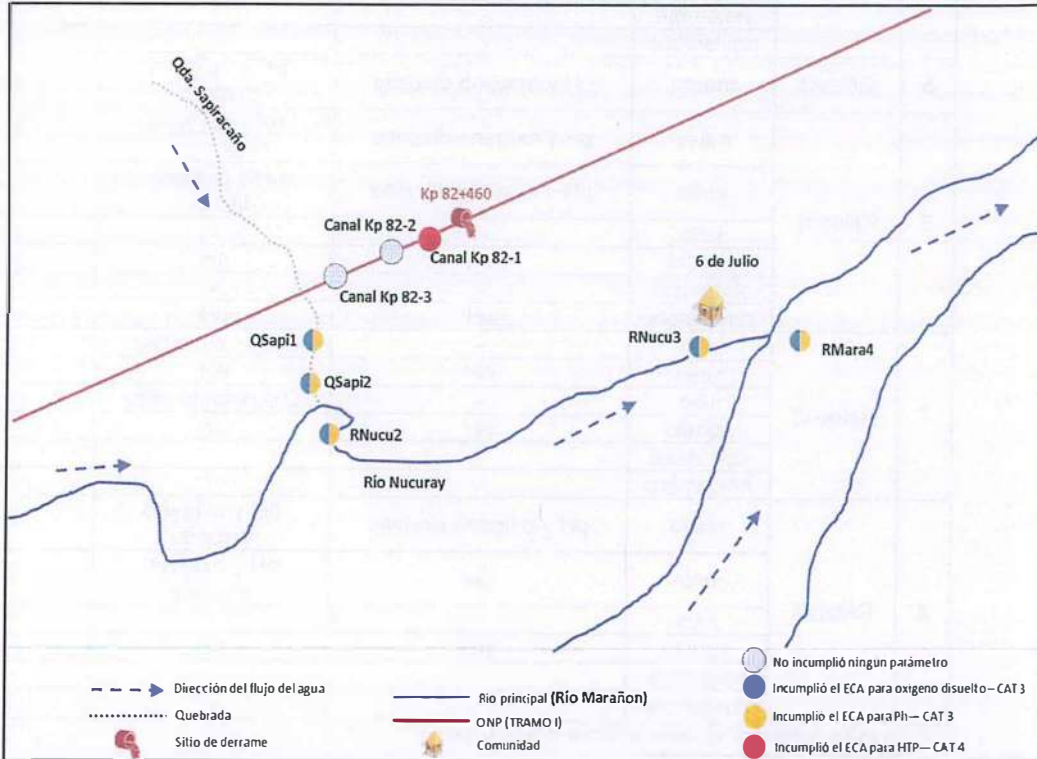 Qda. Sapiracaño
Kp 82+460
Canal Kp 82-2
Canal Kp 82-1
Canal Kp 82-3
6 de Julio
QSapi1
RNucu3
RMara4
QSapi2
RNucu2
Río Nucuray
Dirección del flujo del agua
Quebrada
Sitio de derrame
Rio principal (Río Marañon)
ONP (TRAMO I)
Comunidad
No incumplió ningun parámetro
Incumplió el ECA para oxigeno disuelto – CAT 3
Incumplió el ECA para Ph – CAT 3
Incumplió el ECA para HTP – CAT 4